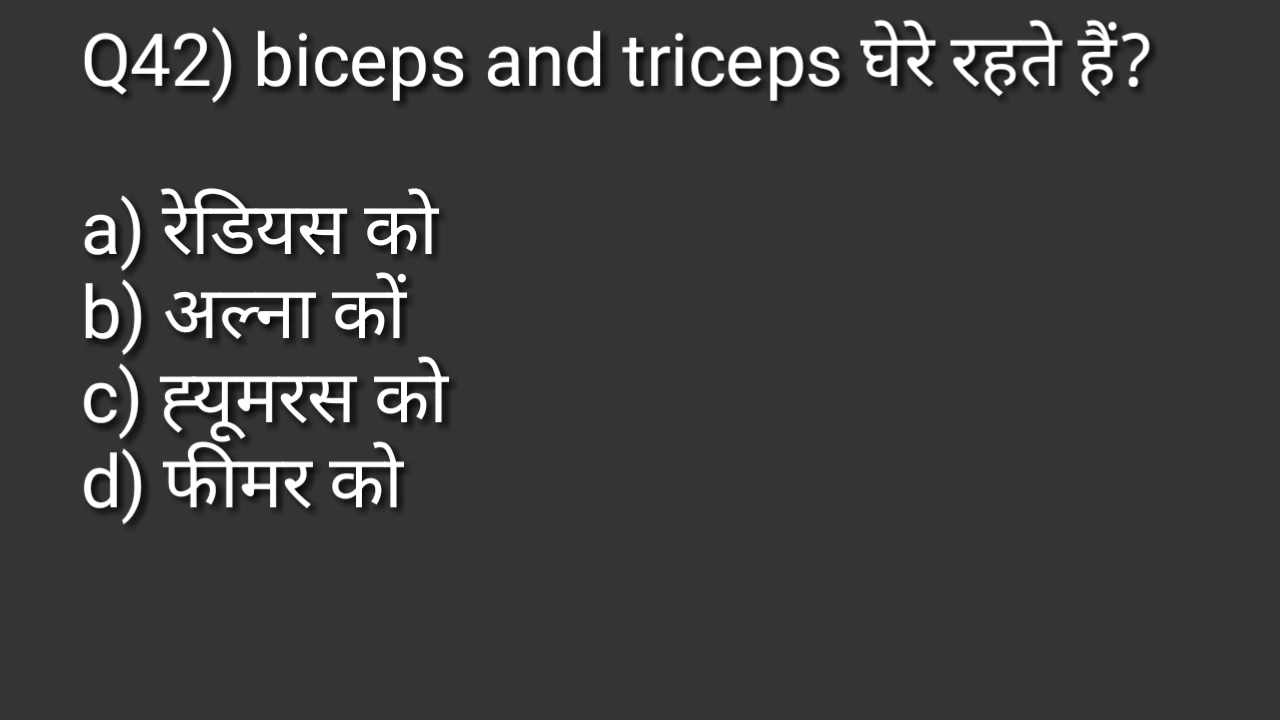 Q42) biceps and triceps घेरे रहते हैं?
a) रेडियस को
b) अल्ना कों
c) ह्यूमरस को
d) फीमर को